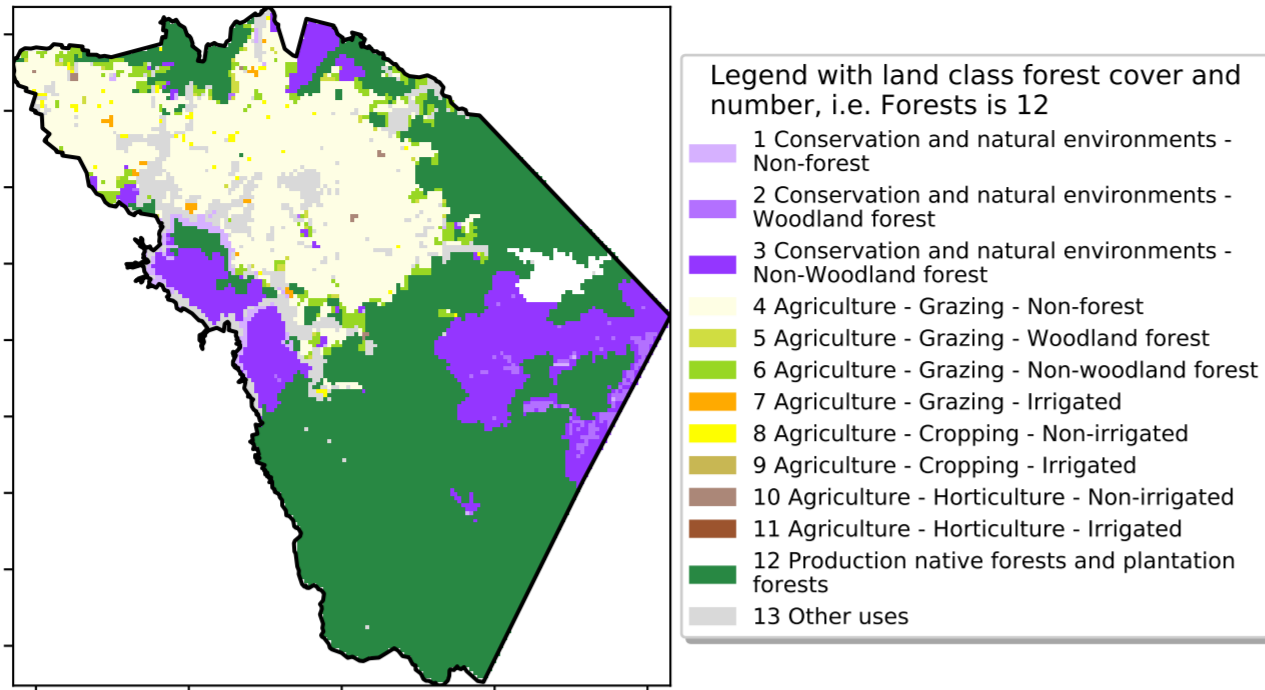 Legend with land class forest cover and
number, i.e. Forests is 12
1 Conservation and natural environments -
Non-forest
2 Conservation and natural environments -
Woodland forest
3 Conservation and natural environments -
Non-Woodland forest
4 Agriculture - Grazing - Non-forest
5 Agriculture - Grazing - Woodland forest
6 Agriculture - Grazing - Non-woodland forest
7 Agriculture - Grazing - Irrigated
8 Agriculture - Cropping - Non-irrigated
9 Agriculture - Cropping - Irrigated
10 Agriculture - Horticulture - Non-irrigated
11 Agriculture - Horticulture - Irrigated
12 Production native forests and plantation
forests
13 Other uses